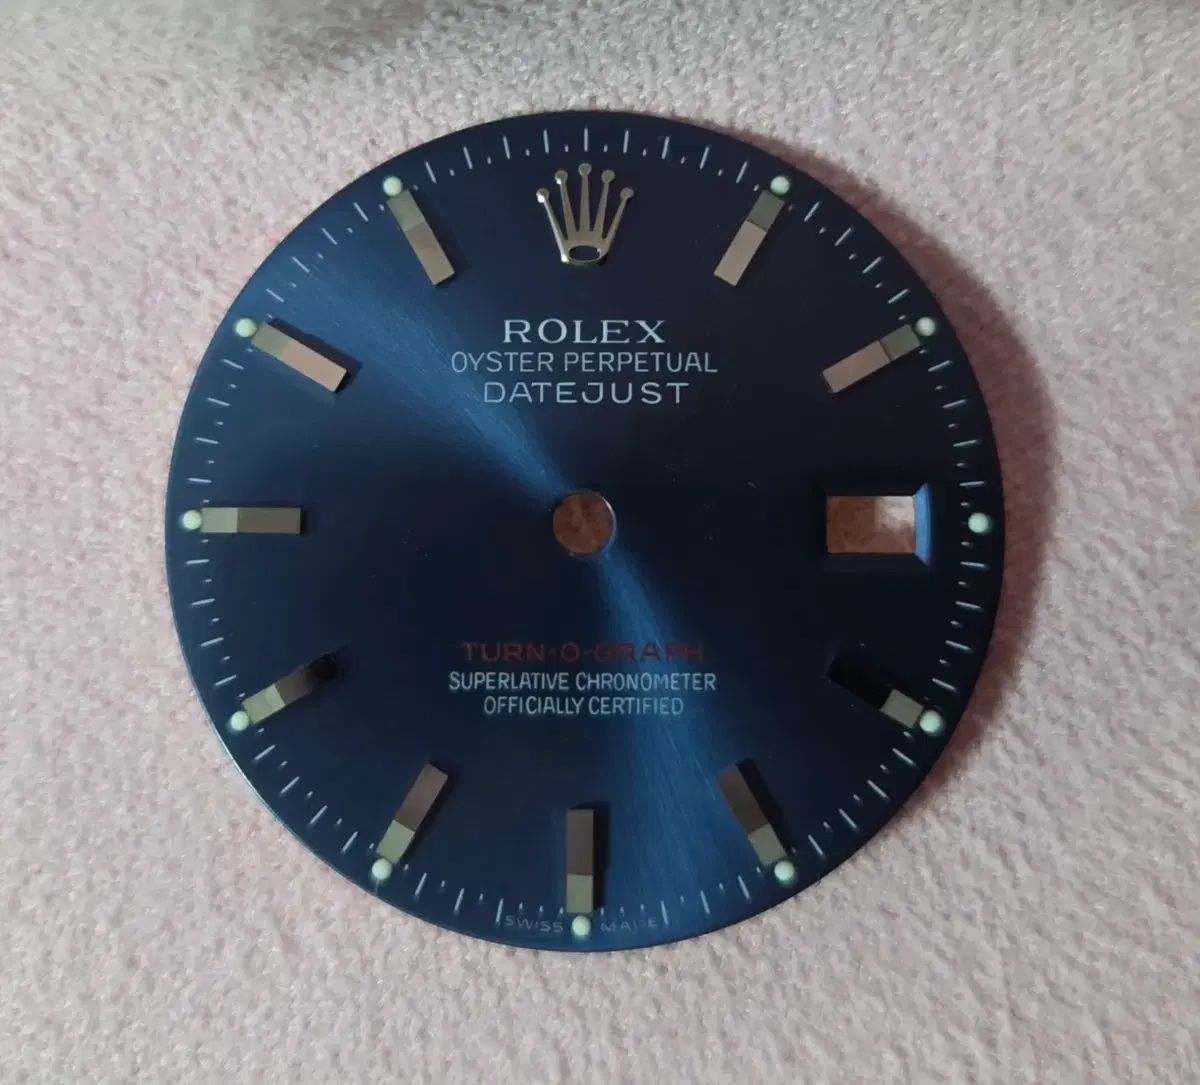 ROLEX
OYSTER PERPETUAL
DATEJUST
TURN-O-GRAPH
SUPERLATIVE CHRONOMETER
OFFICIALLY CERTIFIED
SWISS MADE